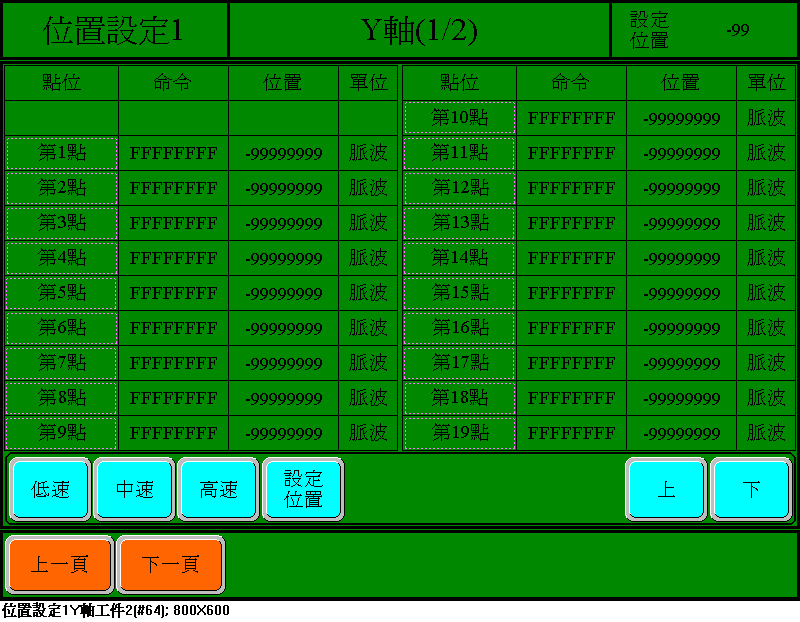 位置設定1 Y軸(1/2) 設定位置 -99
點位 命令 位置 單位 點位 命令 位置 單位
第10點 FFFFFFFF -99999999 脈波
第1點 FFFFFFFF -99999999 脈波 第11點 FFFFFFFF -99999999 脈波
第2點 FFFFFFFF -99999999 脈波 第12點 FFFFFFFF -99999999 脈波
第3點 FFFFFFFF -99999999 脈波 第13點 FFFFFFFF -99999999 脈波
第4點 FFFFFFFF -99999999 脈波 第14點 FFFFFFFF -99999999 脈波
第5點 FFFFFFFF -99999999 脈波 第15點 FFFFFFFF -99999999 脈波
第6點 FFFFFFFF -99999999 脈波 第16點 FFFFFFFF -99999999 脈波
第7點 FFFFFFFF -99999999 脈波 第17點 FFFFFFFF -99999999 脈波
第8點 FFFFFFFF -99999999 脈波 第18點 FFFFFFFF -99999999 脈波
第9點 FFFFFFFF -99999999 脈波 第19點 FFFFFFFF -99999999 脈波
低速 中速 高速 設定位置 上 下
上一頁 下一頁
位置設定1Y軸工件2(#64); 800X600